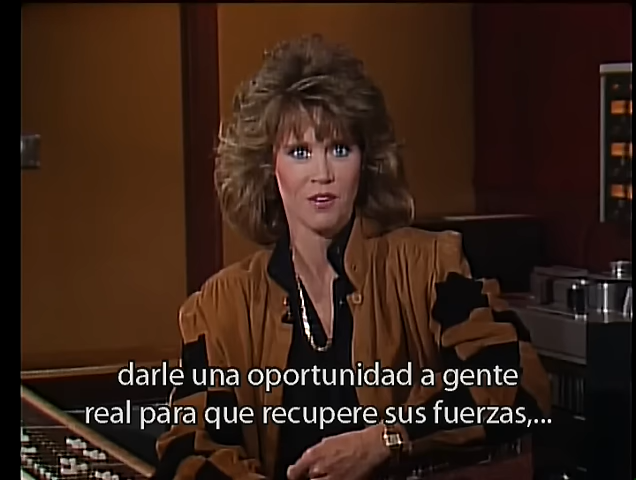 darle una oportunidad a gente
real para que recupere sus fuerzas,...